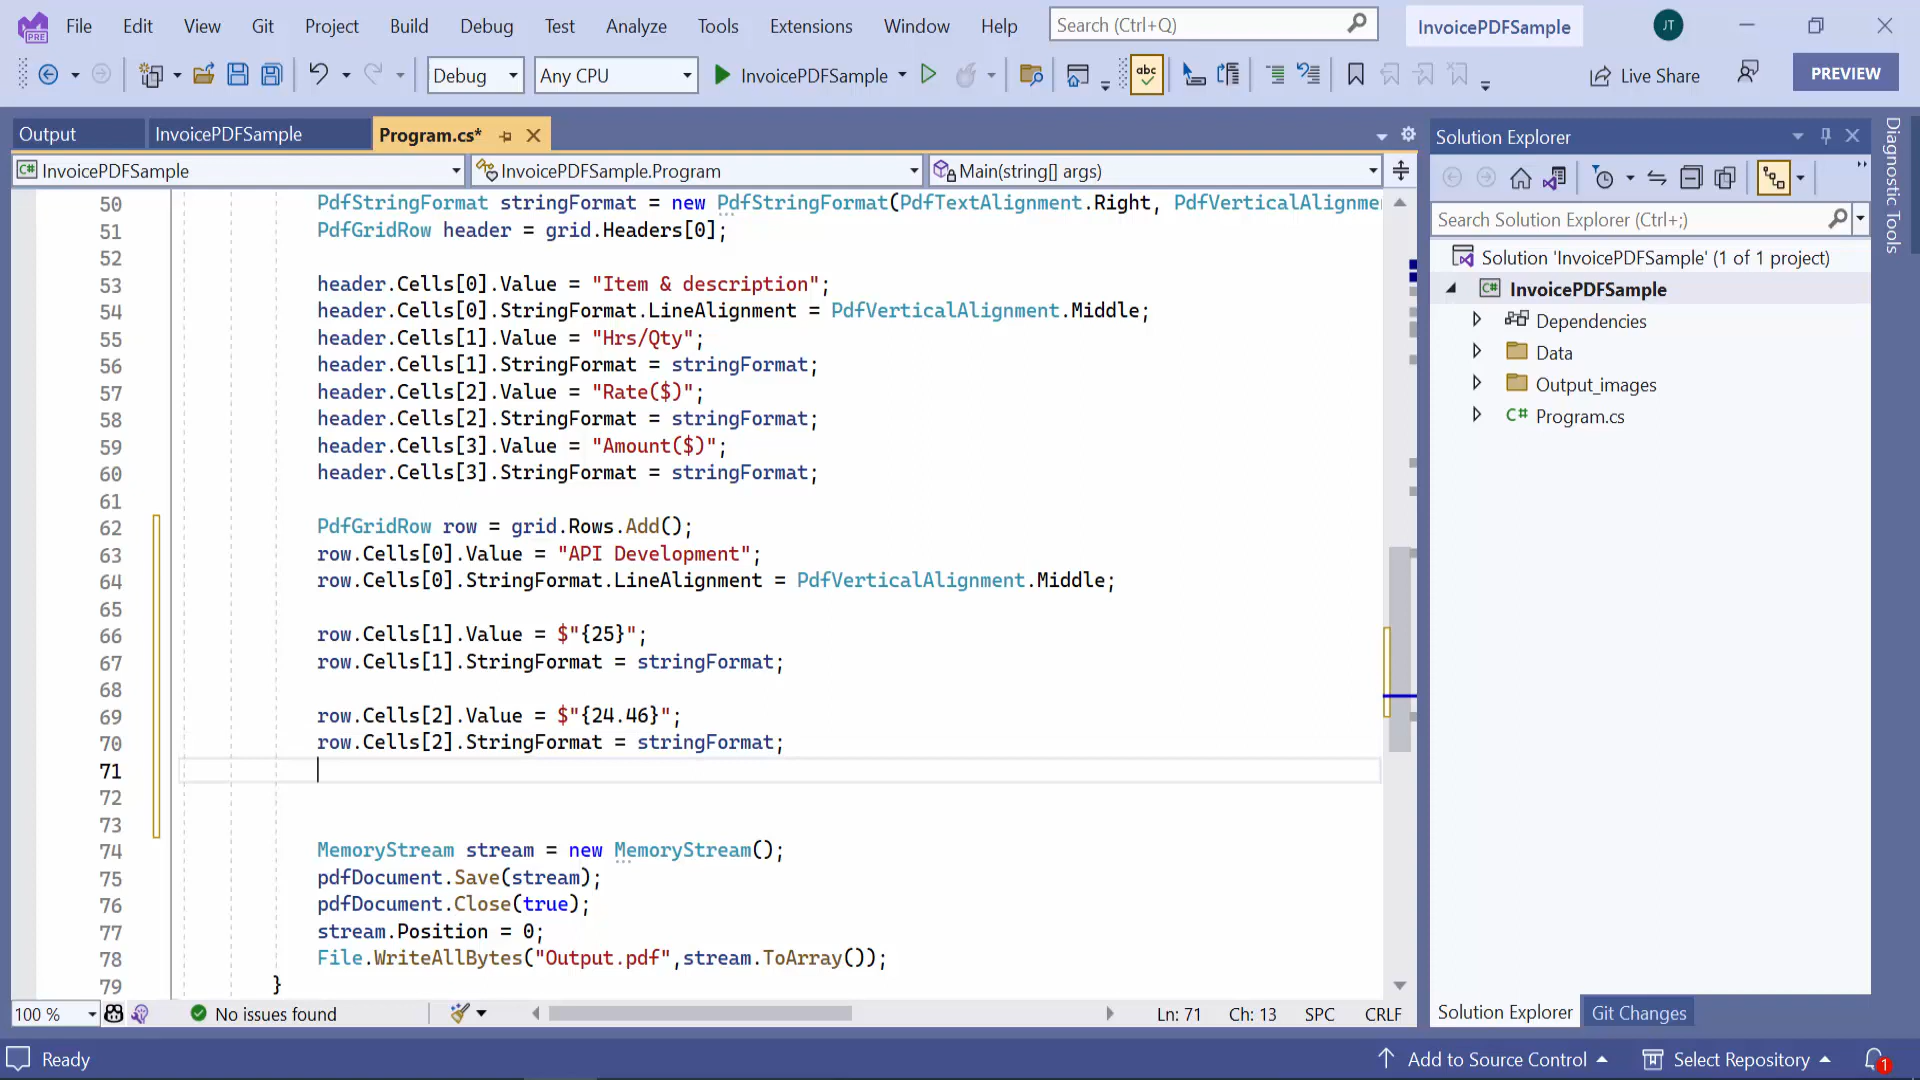 File Edit View Git Project Build Debug Test Analyze Tools Extensions Window Help Search (Ctrl+Q) InvoicePDFSample JT
PRE
Debug Any CPU InvoicePDFSample abc Live Share PREVIEW
Output InvoicePDFSample Program.cs*
C# InvoicePDFSample InvoicePDFSample.Program Main(string[] args)
50 PdfStringFormat stringFormat = new PdfStringFormat(PdfTextAlignment.Right, PdfVerticalAlignme
51 PdfGridRow header = grid.Headers[0];
52
53 header.Cells[0].Value = "Item & description";
54 header.Cells[0].StringFormat.LineAlignment = PdfVerticalAlignment.Middle;
55 header.Cells[1].Value = "Hrs/Qty";
56 header.Cells[1].StringFormat = stringFormat;
57 header.Cells[2].Value = "Rate($)";
58 header.Cells[2].StringFormat = stringFormat;
59 header.Cells[3].Value = "Amount($)";
60 header.Cells[3].StringFormat = stringFormat;
61
62 PdfGridRow row = grid.Rows.Add();
63 row.Cells[0].Value = "API Development";
64 row.Cells[0].StringFormat.LineAlignment = PdfVerticalAlignment.Middle;
65
66 row.Cells[1].Value = $"{25}";
67 row.Cells[1].StringFormat = stringFormat;
68
69 row.Cells[2].Value = $"{24.46}";
70 row.Cells[2].StringFormat = stringFormat;
71
72
73
74 MemoryStream stream = new MemoryStream();
75 pdfDocument.Save(stream);
76 pdfDocument.Close(true);
77 stream.Position = 0;
78 File.WriteAllBytes("Output.pdf",stream.ToArray());
79 }
100 % No issues found Ln: 71 Ch: 13 SPC CRLF
Solution Explorer
Search Solution Explorer (Ctrl+;)
Solution 'InvoicePDFSample' (1 of 1 project)
C# InvoicePDFSample
Dependencies
Data
Output_images
C# Program.cs
Solution Explorer Git Changes
Diagnostic Tools
Ready Add to Source Control Select Repository 1